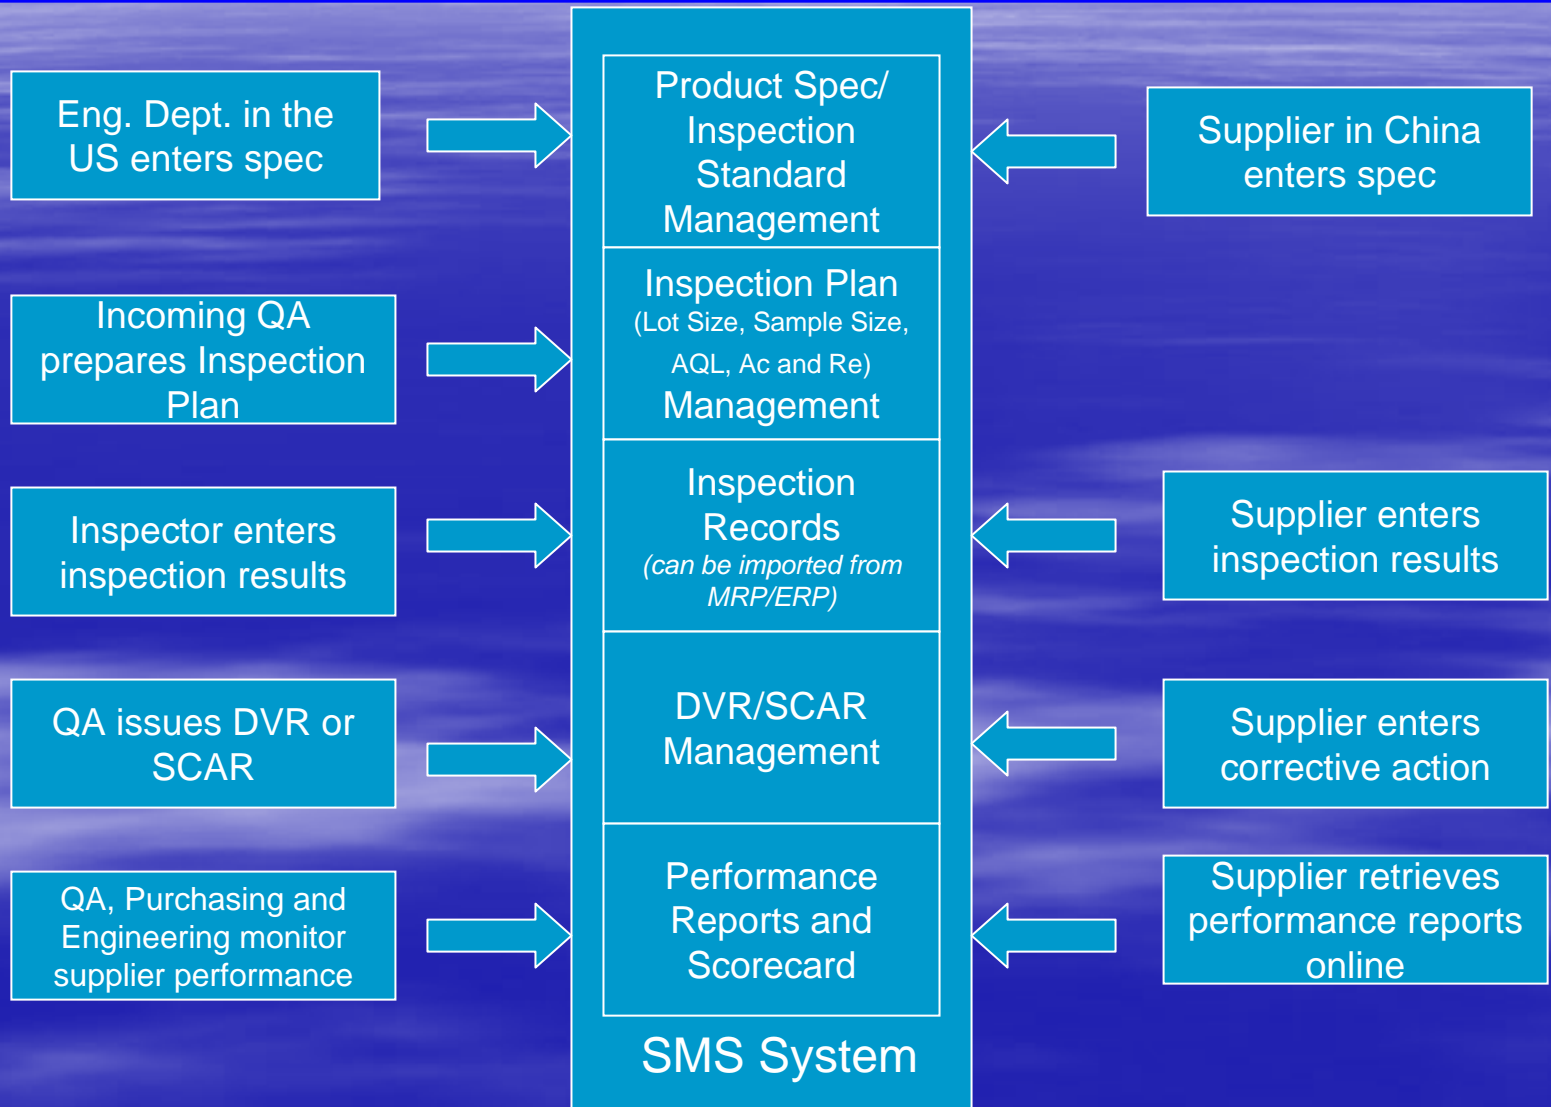 Eng. Dept. in the
US enters spec
Product Spec/
Inspection
Standard
Management
Supplier in China
enters spec
Incoming QA
prepares Inspection
Plan
Inspection Plan
(Lot Size, Sample Size,
AQL, Ac and Re)
Management
Inspector enters
inspection results
Inspection
Records
(can be imported from
MRP/ERP)
Supplier enters
inspection results
QA issues DVR or
SCAR
DVR/SCAR
Management
Supplier enters
corrective action
QA, Purchasing and
Engineering monitor
supplier performance
Performance
Reports and
Scorecard
Supplier retrieves
performance reports
online
SMS System